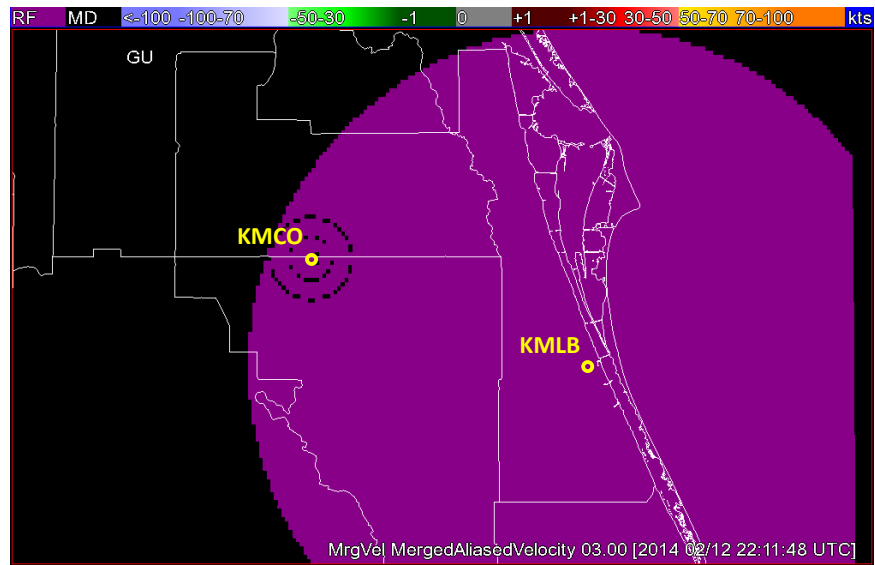 RF MD <-100 -100-70 -50-30 -1 0 +1 +1-30 30-50 50-70 70-100 kts
GU
KMCO
KMLB
MrgVel MergedAliasedVelocity 03.00 [2014 02/12 22:11:48 UTC]